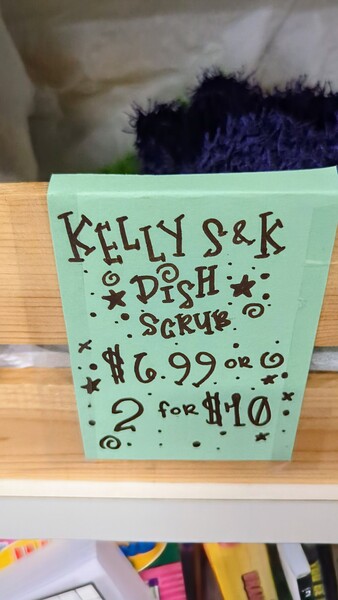 KELLY S&K
DISH
SCRUB
$6.99 OR
2 FOR $10